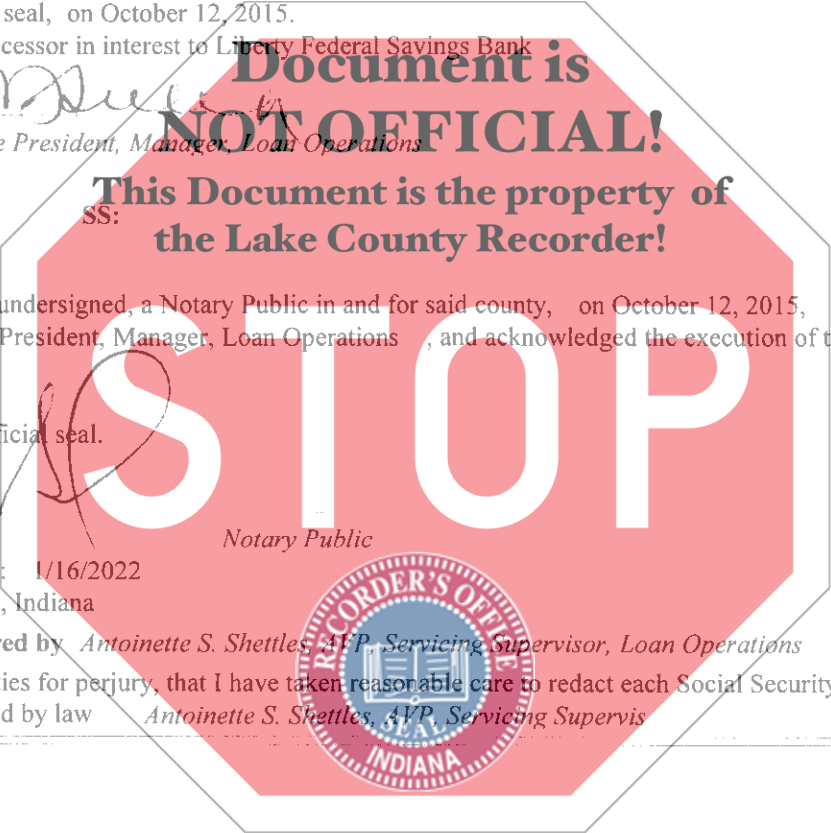 seal, on October 12, 2015.
cessor in interest to Liberty Federal Savings Bank
Document is
NOT OFFICIAL!
e President, Manager, Loan Operations
This Document is the property of
SS:
the Lake County Recorder!
undersigned, a Notary Public in and for said county, on October 12, 2015,
President, Manager, Loan Operations , and acknowledged the execution of t
STOP
ficial seal.
Notary Public
: 1/16/2022
, Indiana
red by Antoinette S. Shettles, AVP, Servicing Supervisor, Loan Operations
ties for perjury, that I have taken reasonable care to redact each Social Security
d by law Antoinette S. Shettles, AVP, Servicing Supervis
RECORDER'S OFFICE
SEAL
INDIANA